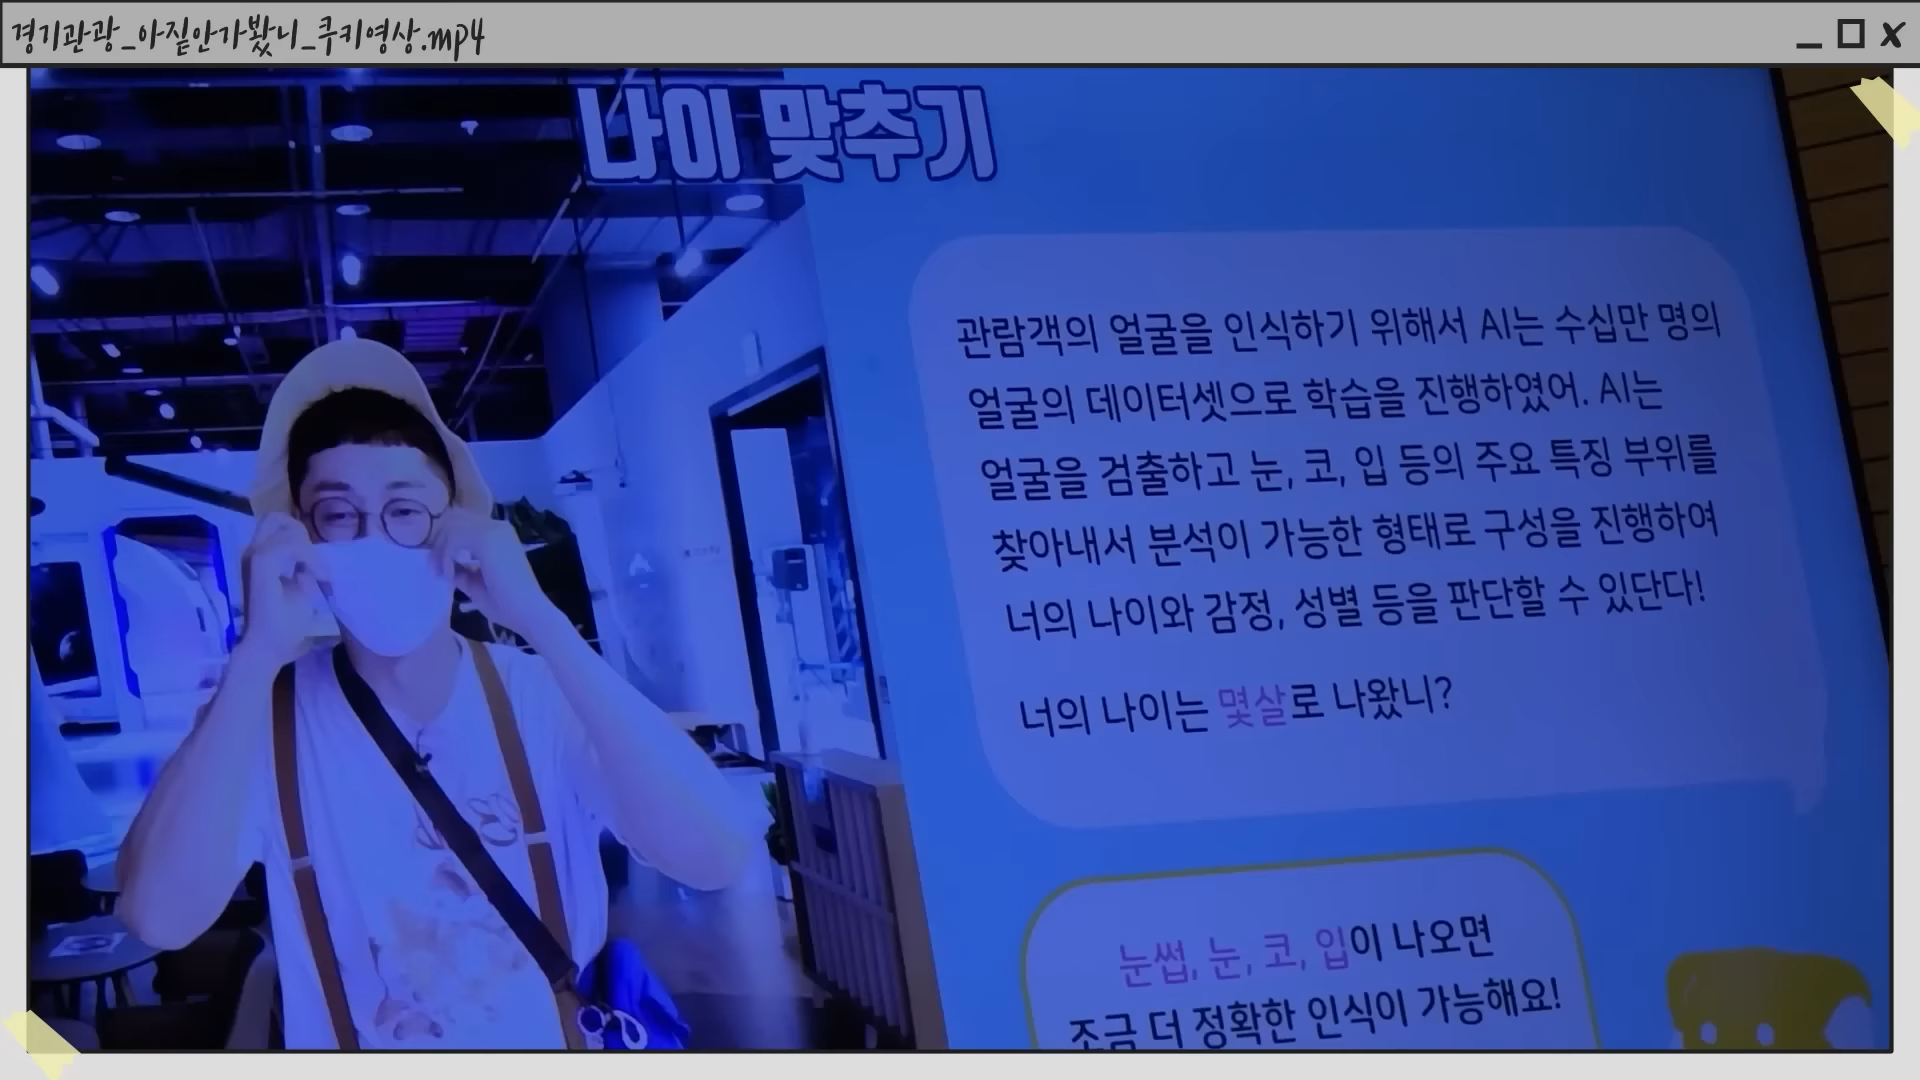 경기관광_아짙안가봤니_쿠키영상.mp4
나이 맞추기
관람객의 얼굴을 인식하기 위해서 AI는 수십만 명의
얼굴의 데이터셋으로 학습을 진행하였어. AI는
얼굴을 검출하고 눈, 코, 입 등의 주요 특징 부위를
찾아내서 분석이 가능한 형태로 구성을 진행하여
너의 나이와 감정, 성별 등을 판단할 수 있단다!
너의 나이는 몇살로 나왔니?
눈썹, 눈, 코, 입이 나오면
조금 더 정확한 인식이 가능해요!